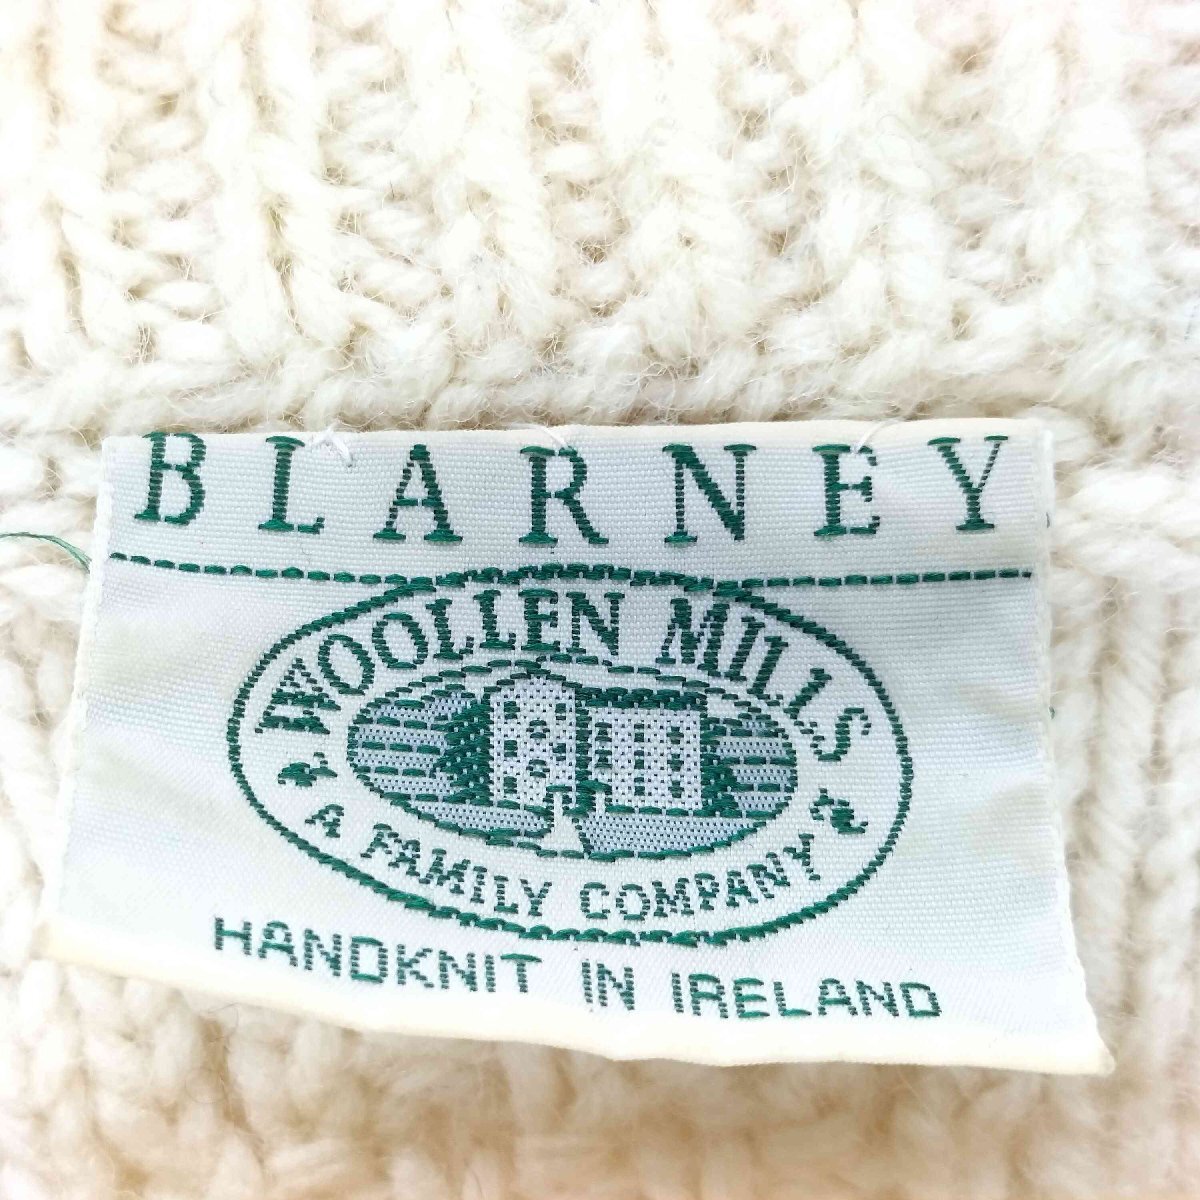 BLARNEY
WOOLLEN MILLS
A FAMILY COMPANY
HANDKNIT IN IRELAND